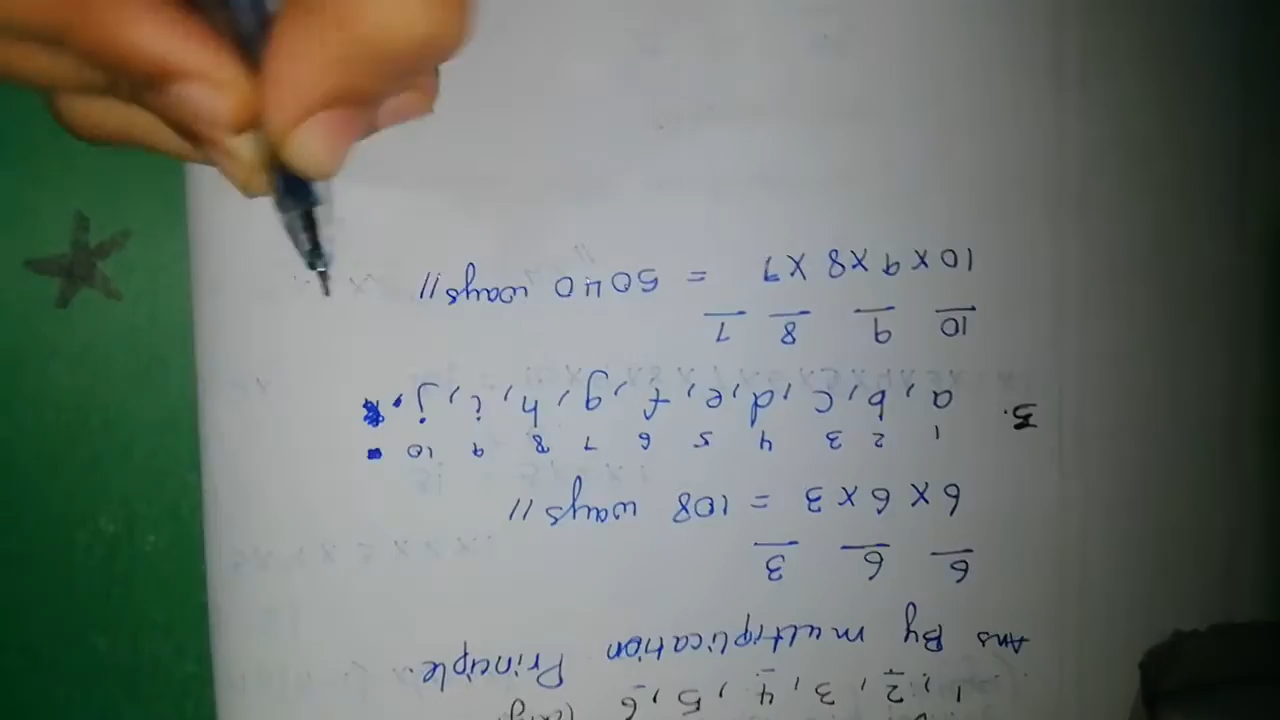 1, 2, 3, 4, 5, 6
Ans By multiplication Principle.
6 6 3
6 x 6 x 3 = 108 ways //
1 2 3 4 5 6 7 8 9 10
3. a, b, c, d, e, f, g, h, i, j,
10 9 8 7
10 x 9 x 8 x 7 = 5040 ways //